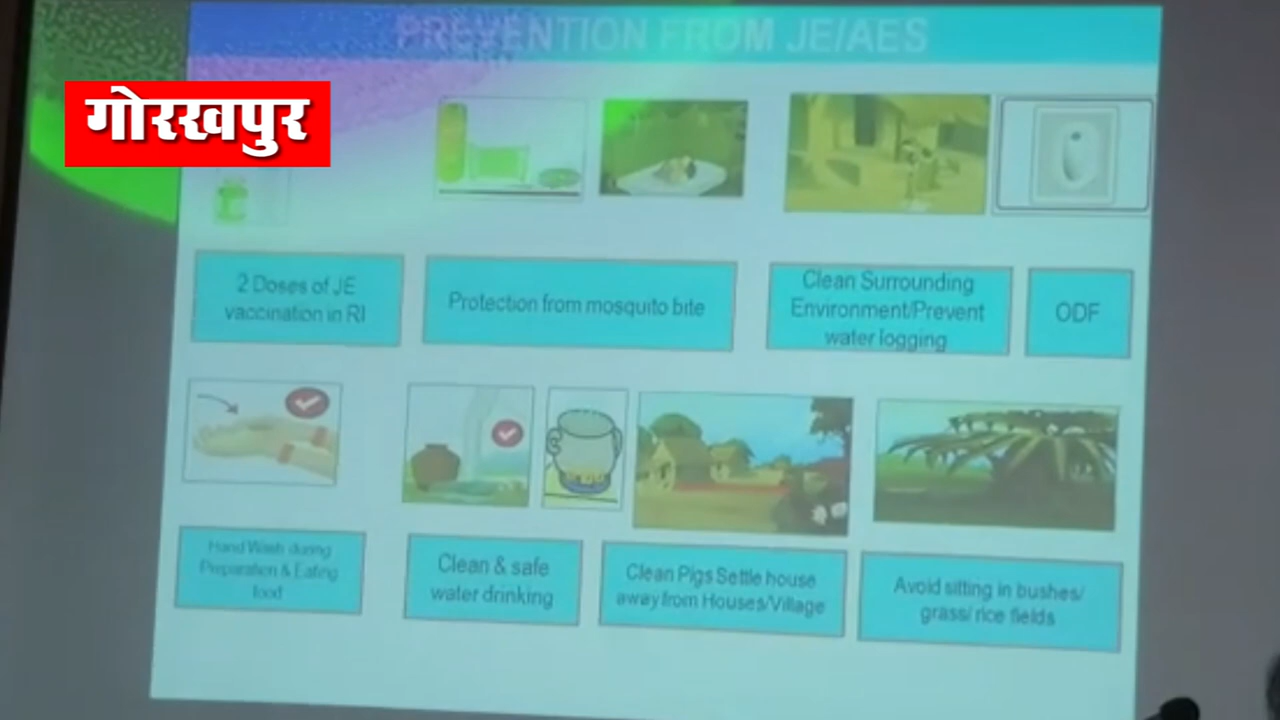 PREVENTION FROM JE/AES
गोरखपुर
2 Doses of JE
vaccination in RI
Protection from mosquito bite
Clean Surrounding
Environment/Prevent
water logging
ODF
Hand Wash during
Preparation & Eating
food
Clean & safe
water drinking
Clean Pigs Settle house
away from Houses/Village
Avoid sitting in bushes/
grass/ rice fields